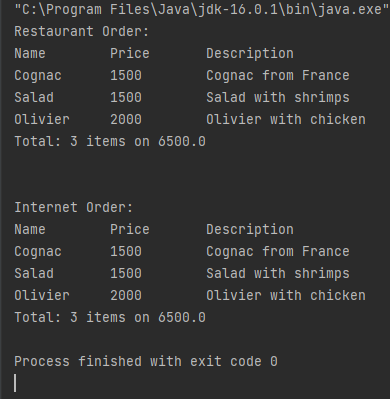 "C:\Program Files\Java\jdk-16.0.1\bin\java.exe"
Restaurant Order:
Name        Price       Description
Cognac      1500        Cognac from France
Salad       1500        Salad with shrimps
Olivier     2000        Olivier with chicken
Total: 3 items on 6500.0
Internet Order:
Name        Price       Description
Cognac      1500        Cognac from France
Salad       1500        Salad with shrimps
Olivier     2000        Olivier with chicken
Total: 3 items on 6500.0
Process finished with exit code 0